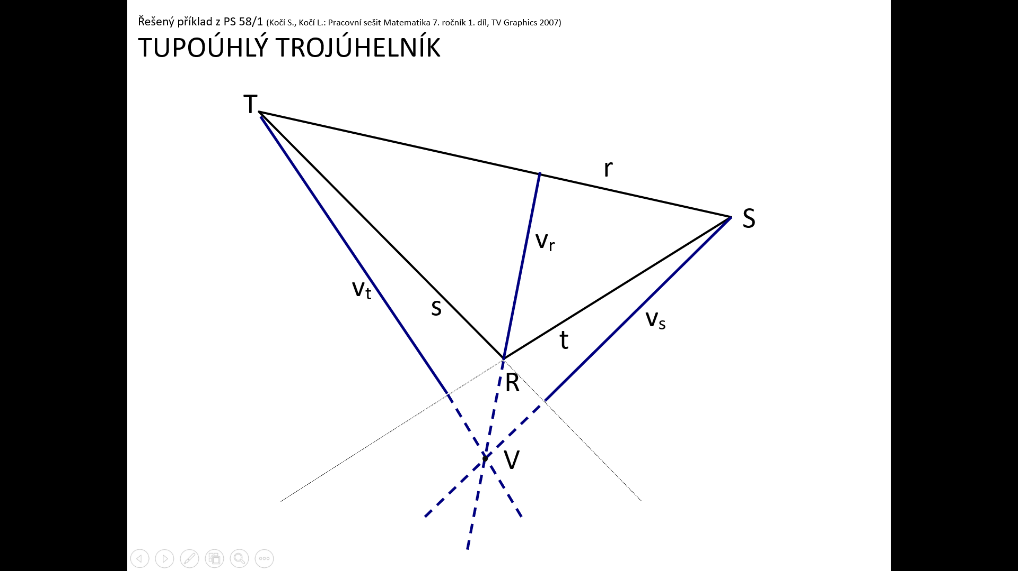 Řešený příklad z PS 58/1 (Kočí S., Kočí L.: Pracovní sešit Matematika 7. ročník 1. díl, TV Graphics 2007)
TUPOÚHLÝ TROJÚHELNÍK
T
r
S
vr
vt
s
vs
t
R
V